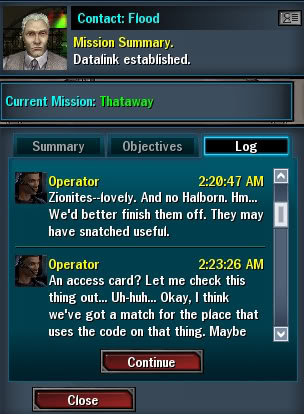 Contact: Flood
Mission Summary.
Datalink established.
Current Mission: Thataway
Summary
Objectives
Log
Operator 2:20:47 AM
Zionites--lovely. And no Halborn. Hm...
We'd better finish them off. They may
have snatched useful.
Operator 2:23:26 AM
An access card? Let me check this
thing out... Uh-huh... Okay, I think
we've got a match for the place that
uses the code on that thing. Maybe
Continue
Close